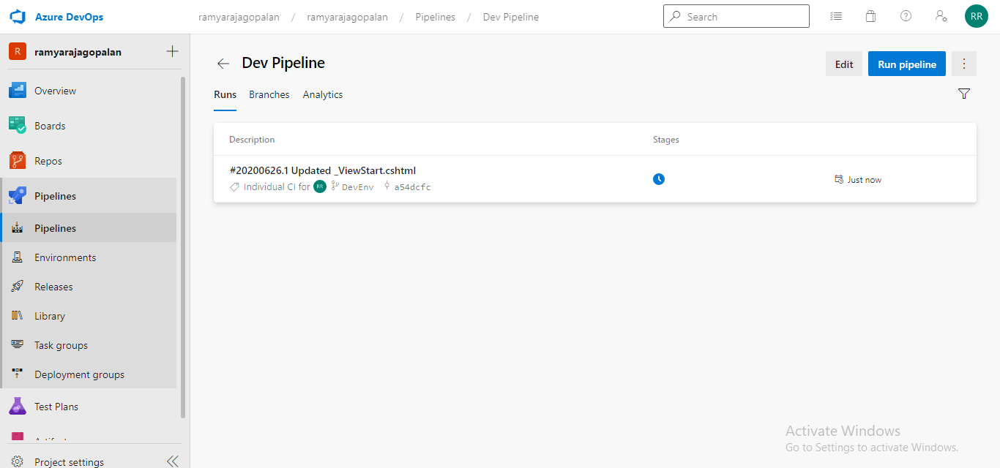 Azure DevOps
ramyarajagopalan / ramyarajagopalan / Pipelines / Dev Pipeline
Search
RR
R ramyarajagopalan
Overview
Boards
Repos
Pipelines
Pipelines
Environments
Releases
Library
Task groups
Deployment groups
Test Plans
Project settings
Dev Pipeline
Edit
Run pipeline
Runs Branches Analytics
Description Stages
#20200626.1 Updated _ViewStart.cshtml
Individual CI for RR DevEnv a54dcfc
Just now
Activate Windows
Go to Settings to activate Windows.